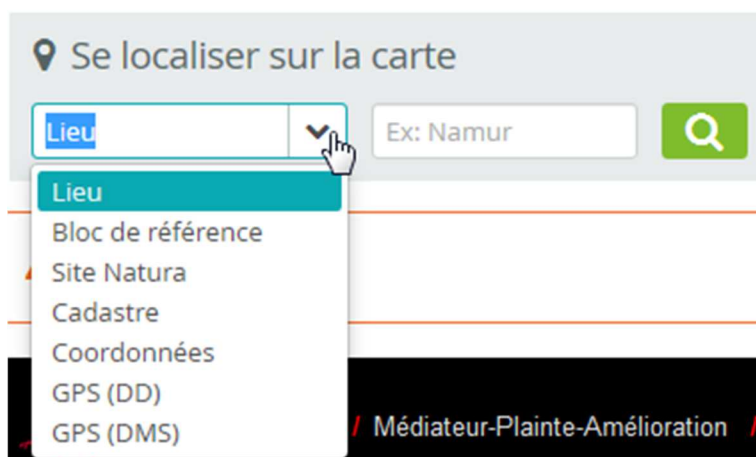 Se localiser sur la carte
Lieu
Ex: Namur
Lieu
Bloc de référence
Site Natura
Cadastre
Coordonnées
GPS (DD)
GPS (DMS)
/ Médiateur-Plainte-Amélioration /